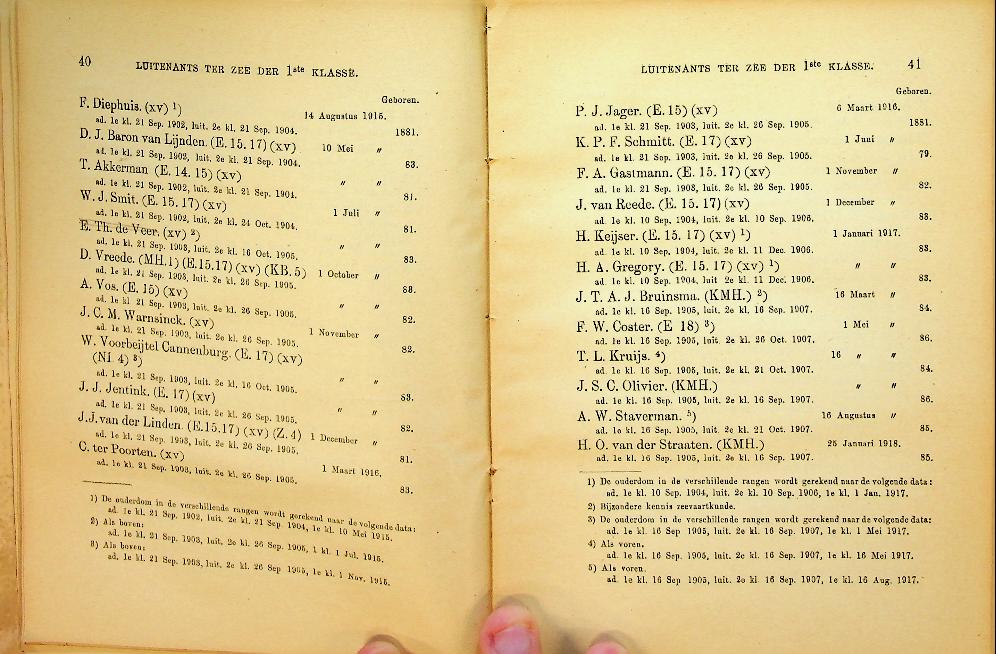 40
LUITENANTS TER ZEE DER 1ste KLASSE.
Geboren.
F. Diephuis. (XV) 1) 14 Augustus 1915.
ad. 1e kl. 21 Sep. 1902, luit. 2e kl. 21 Sep. 1904. 1881.
D. J. Baron van Lijnden. (E. 15. 17) (XV) 10 Mei „
ad. 1e kl. 21 Sep. 1902, luit. 2e kl. 21 Sep. 1904. 83.
T. Akkerman (E. 14. 15) (XV) „ „
ad. 1e kl. 21 Sep. 1902, luit. 2e kl. 21 Sep. 1904. 81.
W. J. Smit. (E. 15. 17) (XV) 1 Juli „
ad. 1e kl. 21 Sep. 1902, luit. 2e kl. 24 Oct. 1904. 81.
E. Th. de Veer. (XV) 2) „ „
ad. 1e kl. 21 Sep. 1903, luit. 2e kl. 16 Oct. 1905. 83.
D. Vreede. (MH.1) (E.15.17) (XV) (KB.5) 1 October „
ad. 1e kl. 21 Sep. 1903, luit. 2e kl. 26 Sep. 1905. 83.
A. Vos. (E. 15) (XV) „ „
ad. 1e kl. 21 Sep. 1903, luit. 2e kl. 26 Sep. 1905. 82.
J. C. M. Warnsinck. (XV) 1 November „
ad. 1e kl. 21 Sep. 1903, luit. 2e kl. 26 Sep. 1905. 82.
W. Voorbeijtel Cannenburg. (E. 17) (XV)
(NI. 4) 3) „ „
ad. 1e kl. 21 Sep. 1903, luit. 2e kl. 16 Oct. 1905. 83.
J. J. Jentink. (E. 17) (XV) „ „
ad. 1e kl. 21 Sep. 1903, luit. 2e kl. 26 Sep. 1905. 82.
J.J. van der Linden. (E.15.17) (XV) (Z. 4) 1 December „
ad. 1e kl. 21 Sep. 1903, luit. 2e kl. 26 Sep. 1905. 81.
C. ter Poorten. (XV) 1 Maart 1916.
ad. 1e kl. 21 Sep. 1903, luit. 2e kl. 26 Sep. 1905. 83.
1) De ouderdom in de verschillende rangen wordt gerekend naar de volgende data:
ad. 1e kl. 21 Sep. 1902, luit. 2e kl. 21 Sep. 1904, 1e kl. 10 Mei 1915.
2) Als boven:
ad. 1e kl. 21 Sep. 1903, luit. 2e kl. 26 Sep. 1905, 1 kl. 1 Jul. 1915.
3) Als boven:
ad. 1e kl. 21 Sep. 1903, luit. 2e kl. 26 Sep 1905, 1e kl. 1 Nov. 1915.
LUITENANTS TER ZEE DER 1ste KLASSE.
41
Geboren.
P. J. Jager. (E. 15) (XV) 6 Maart 1916.
ad. 1e kl. 21 Sep. 1903, luit. 2e kl. 26 Sep. 1905. 1881.
K. P. F. Schmitt. (E. 17) (XV) 1 Juni „
ad. 1e kl. 21 Sep. 1903, luit. 2e kl. 26 Sep. 1905. 79.
F. A. Gastmann. (E. 15. 17) (XV) 1 November „
ad. 1e kl. 21 Sep. 1903, luit. 2e kl. 26 Sep. 1905. 82.
J. van Reede. (E. 15. 17) (XV) 1 December „
ad. 1e kl. 10 Sep. 1904, luit. 2e kl. 10 Sep. 1906. 83.
H. Keijser. (E. 15. 17) (XV) 1) 1 Januari 1917.
ad. 1e kl. 10 Sep. 1904, luit. 2e kl. 11 Dec. 1906. 83.
H. A. Gregory. (E. 15. 17) (XV) 1) „ „
ad. 1e kl. 10 Sep. 1904, luit. 2e kl. 11 Dec. 1906. 83.
J. T. A. J. Bruinsma. (KMH.) 2) 16 Maart „
ad. 1e kl. 16 Sep. 1905, luit. 2e kl. 16 Sep. 1907. 84.
F. W. Coster. (E 18) 3) 1 Mei „
ad. 1e kl. 16 Sep. 1905, luit. 2e kl. 26 Oct. 1907. 86.
T. L. Kruijs. 4) 16 „ „
ad. 1e kl. 16 Sep. 1905, luit. 2e kl. 21 Oct. 1907. 84.
J. S. C. Olivier. (KMH.) „ „
ad. 1e kl. 16 Sep. 1905, luit. 2e kl. 16 Sep. 1907. 86.
A. W. Staverman. 5) 16 Augustus „
ad. 1e kl. 16 Sep. 1905, luit. 2e kl. 21 Oct. 1907. 85.
H. O. van der Straaten. (KMH.) 25 Januari 1918.
ad. 1e kl. 16 Sep. 1905, luit. 2e kl. 16 Sep. 1907. 85.
1) De ouderdom in de verschillende rangen wordt gerekend naar de volgende data:
ad. 1e kl. 10 Sep. 1904, luit. 2e kl. 10 Sep. 1906, 1e kl. 1 Jan. 1917.
2) Bijzondere kennis zeevaartkunde.
3) De ouderdom in de verschillende rangen wordt gerekend naar de volgende data:
ad. 1e kl. 16 Sep 1905, luit. 2e kl. 16 Sep. 1907, 1e kl. 1 Mei 1917.
4) Als voren.
ad. 1e kl. 16 Sep. 1905, luit. 2e kl. 16 Sep. 1907, 1e kl. 16 Mei 1917.
5) Als voren.
ad. 1e kl. 16 Sep 1905, luit. 2e kl. 16 Sep. 1907, 1e kl. 16 Aug. 1917.